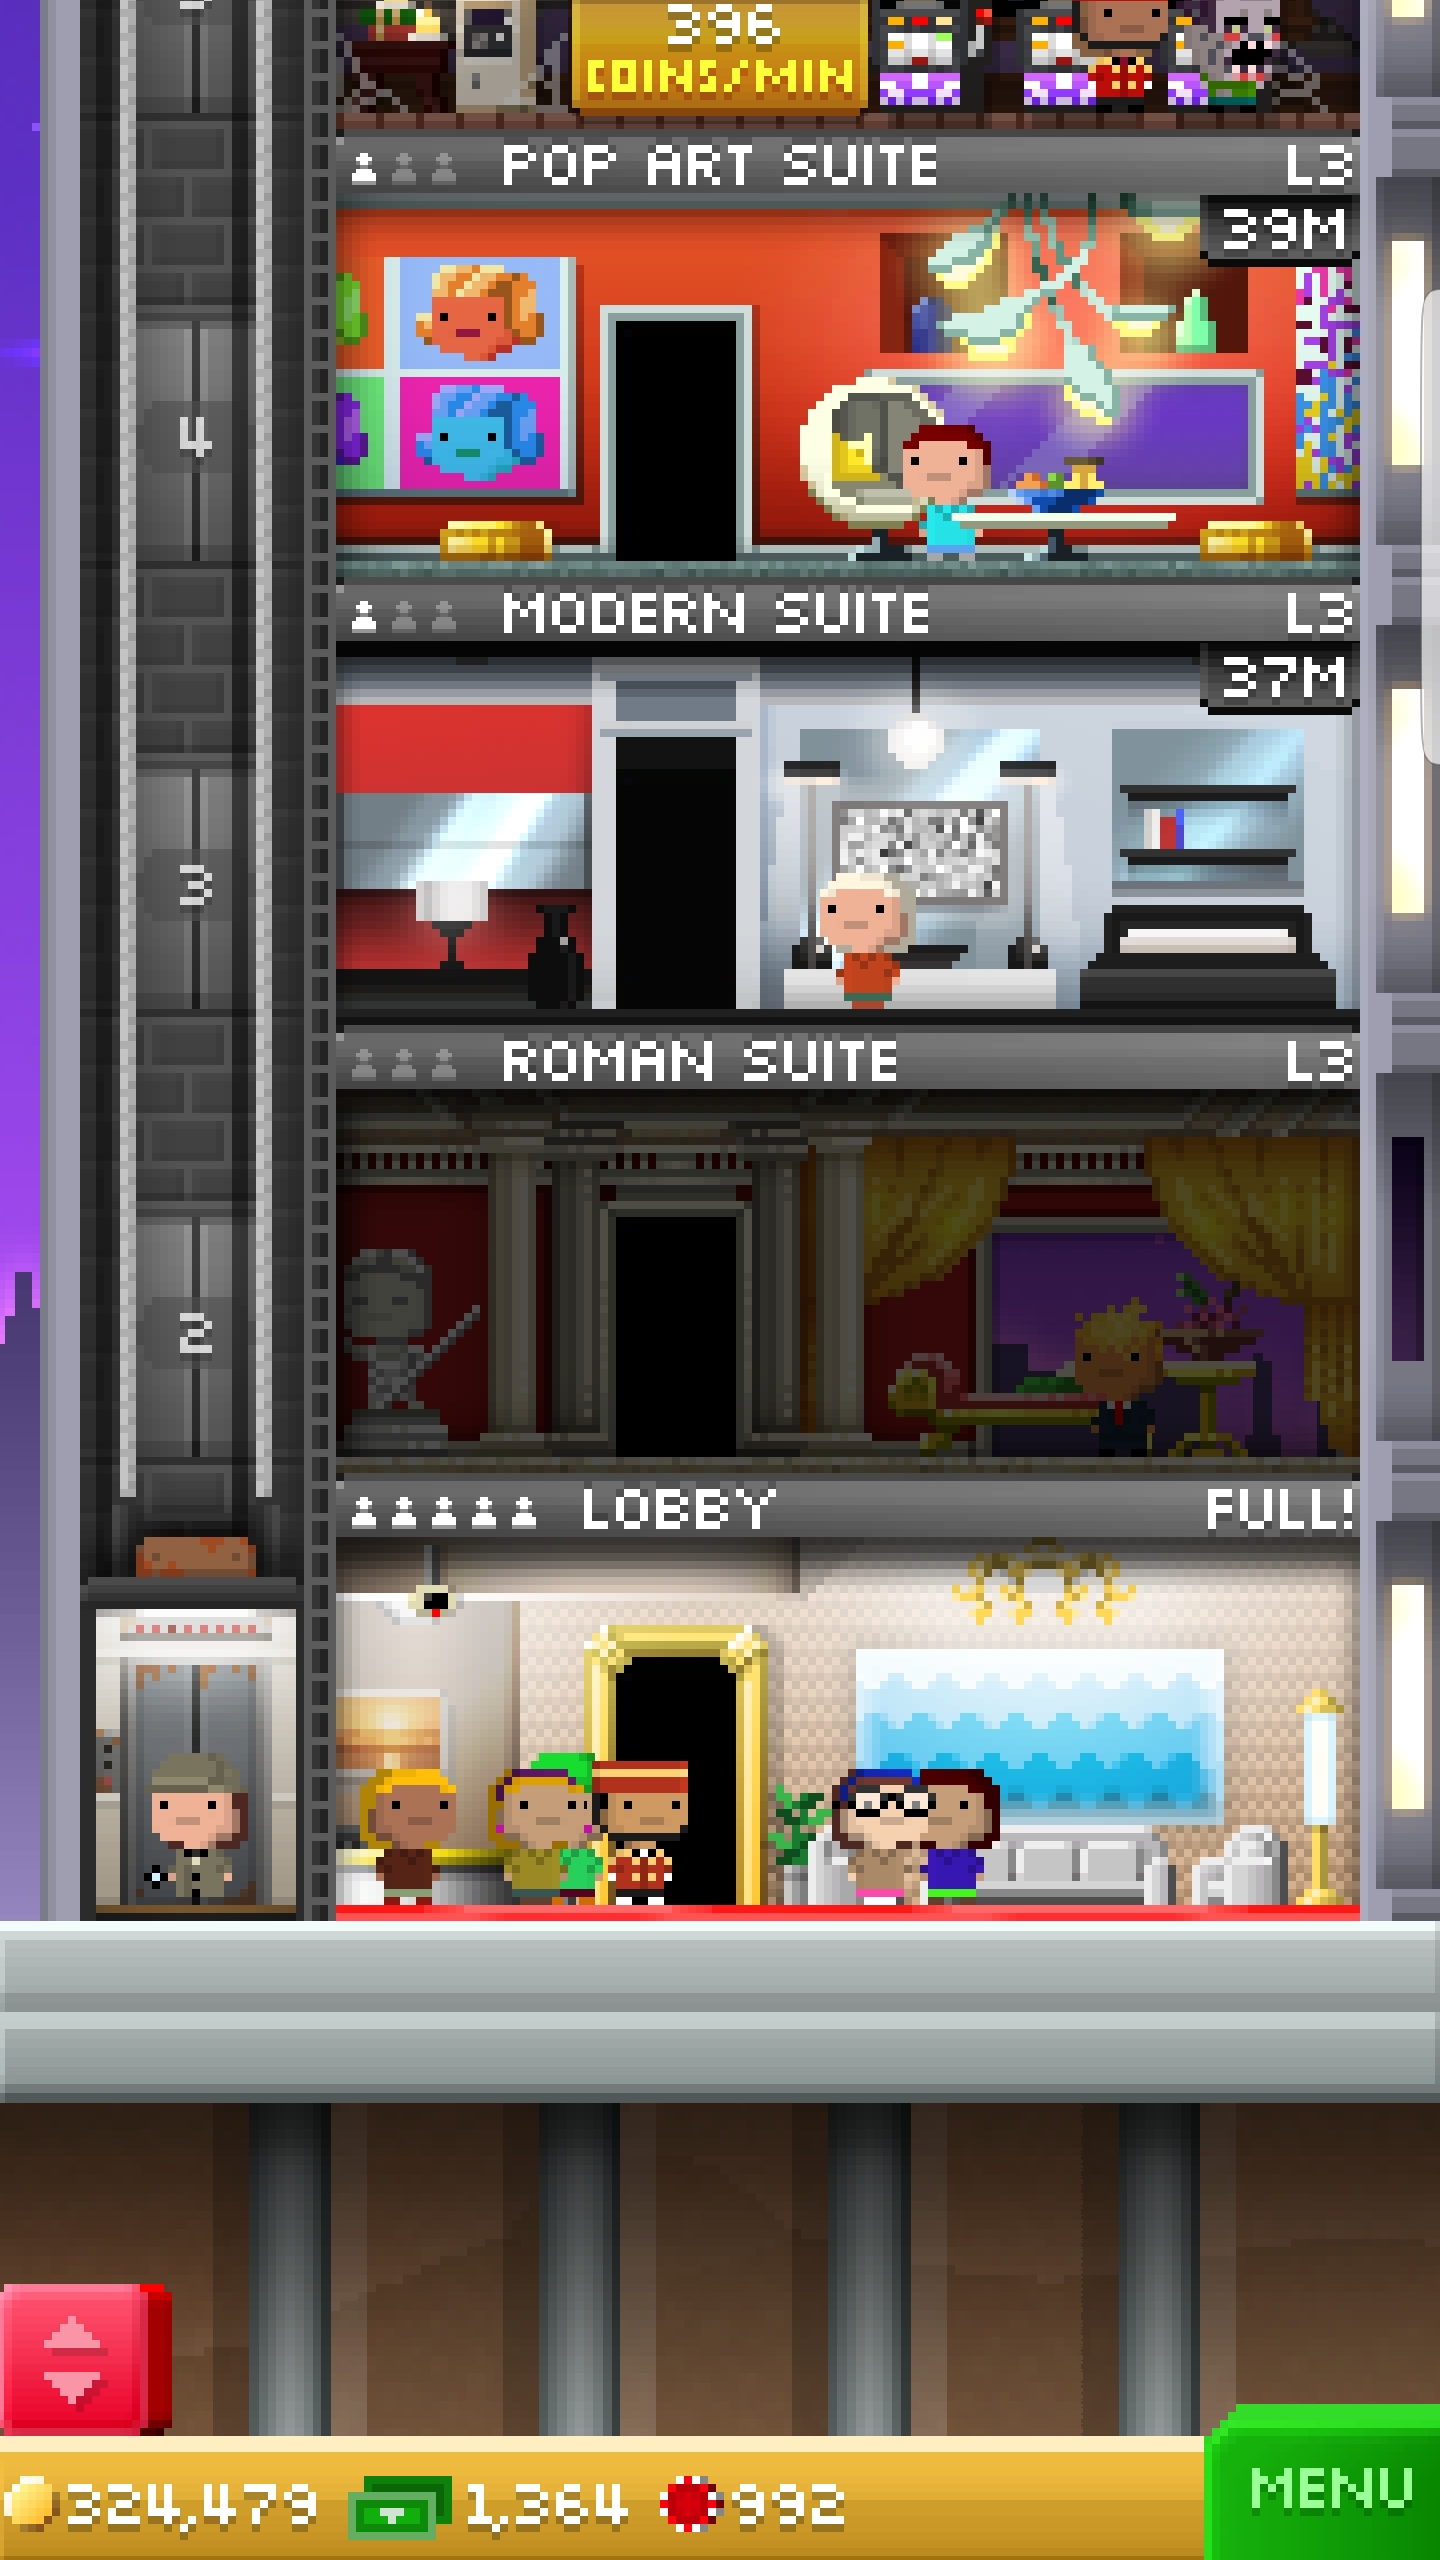 396
COINS/MIN
POP ART SUITE L3
39M
4
MODERN SUITE L3
37M
3
ROMAN SUITE L3
2
LOBBY FULL!
324,479 1,364 992
MENU